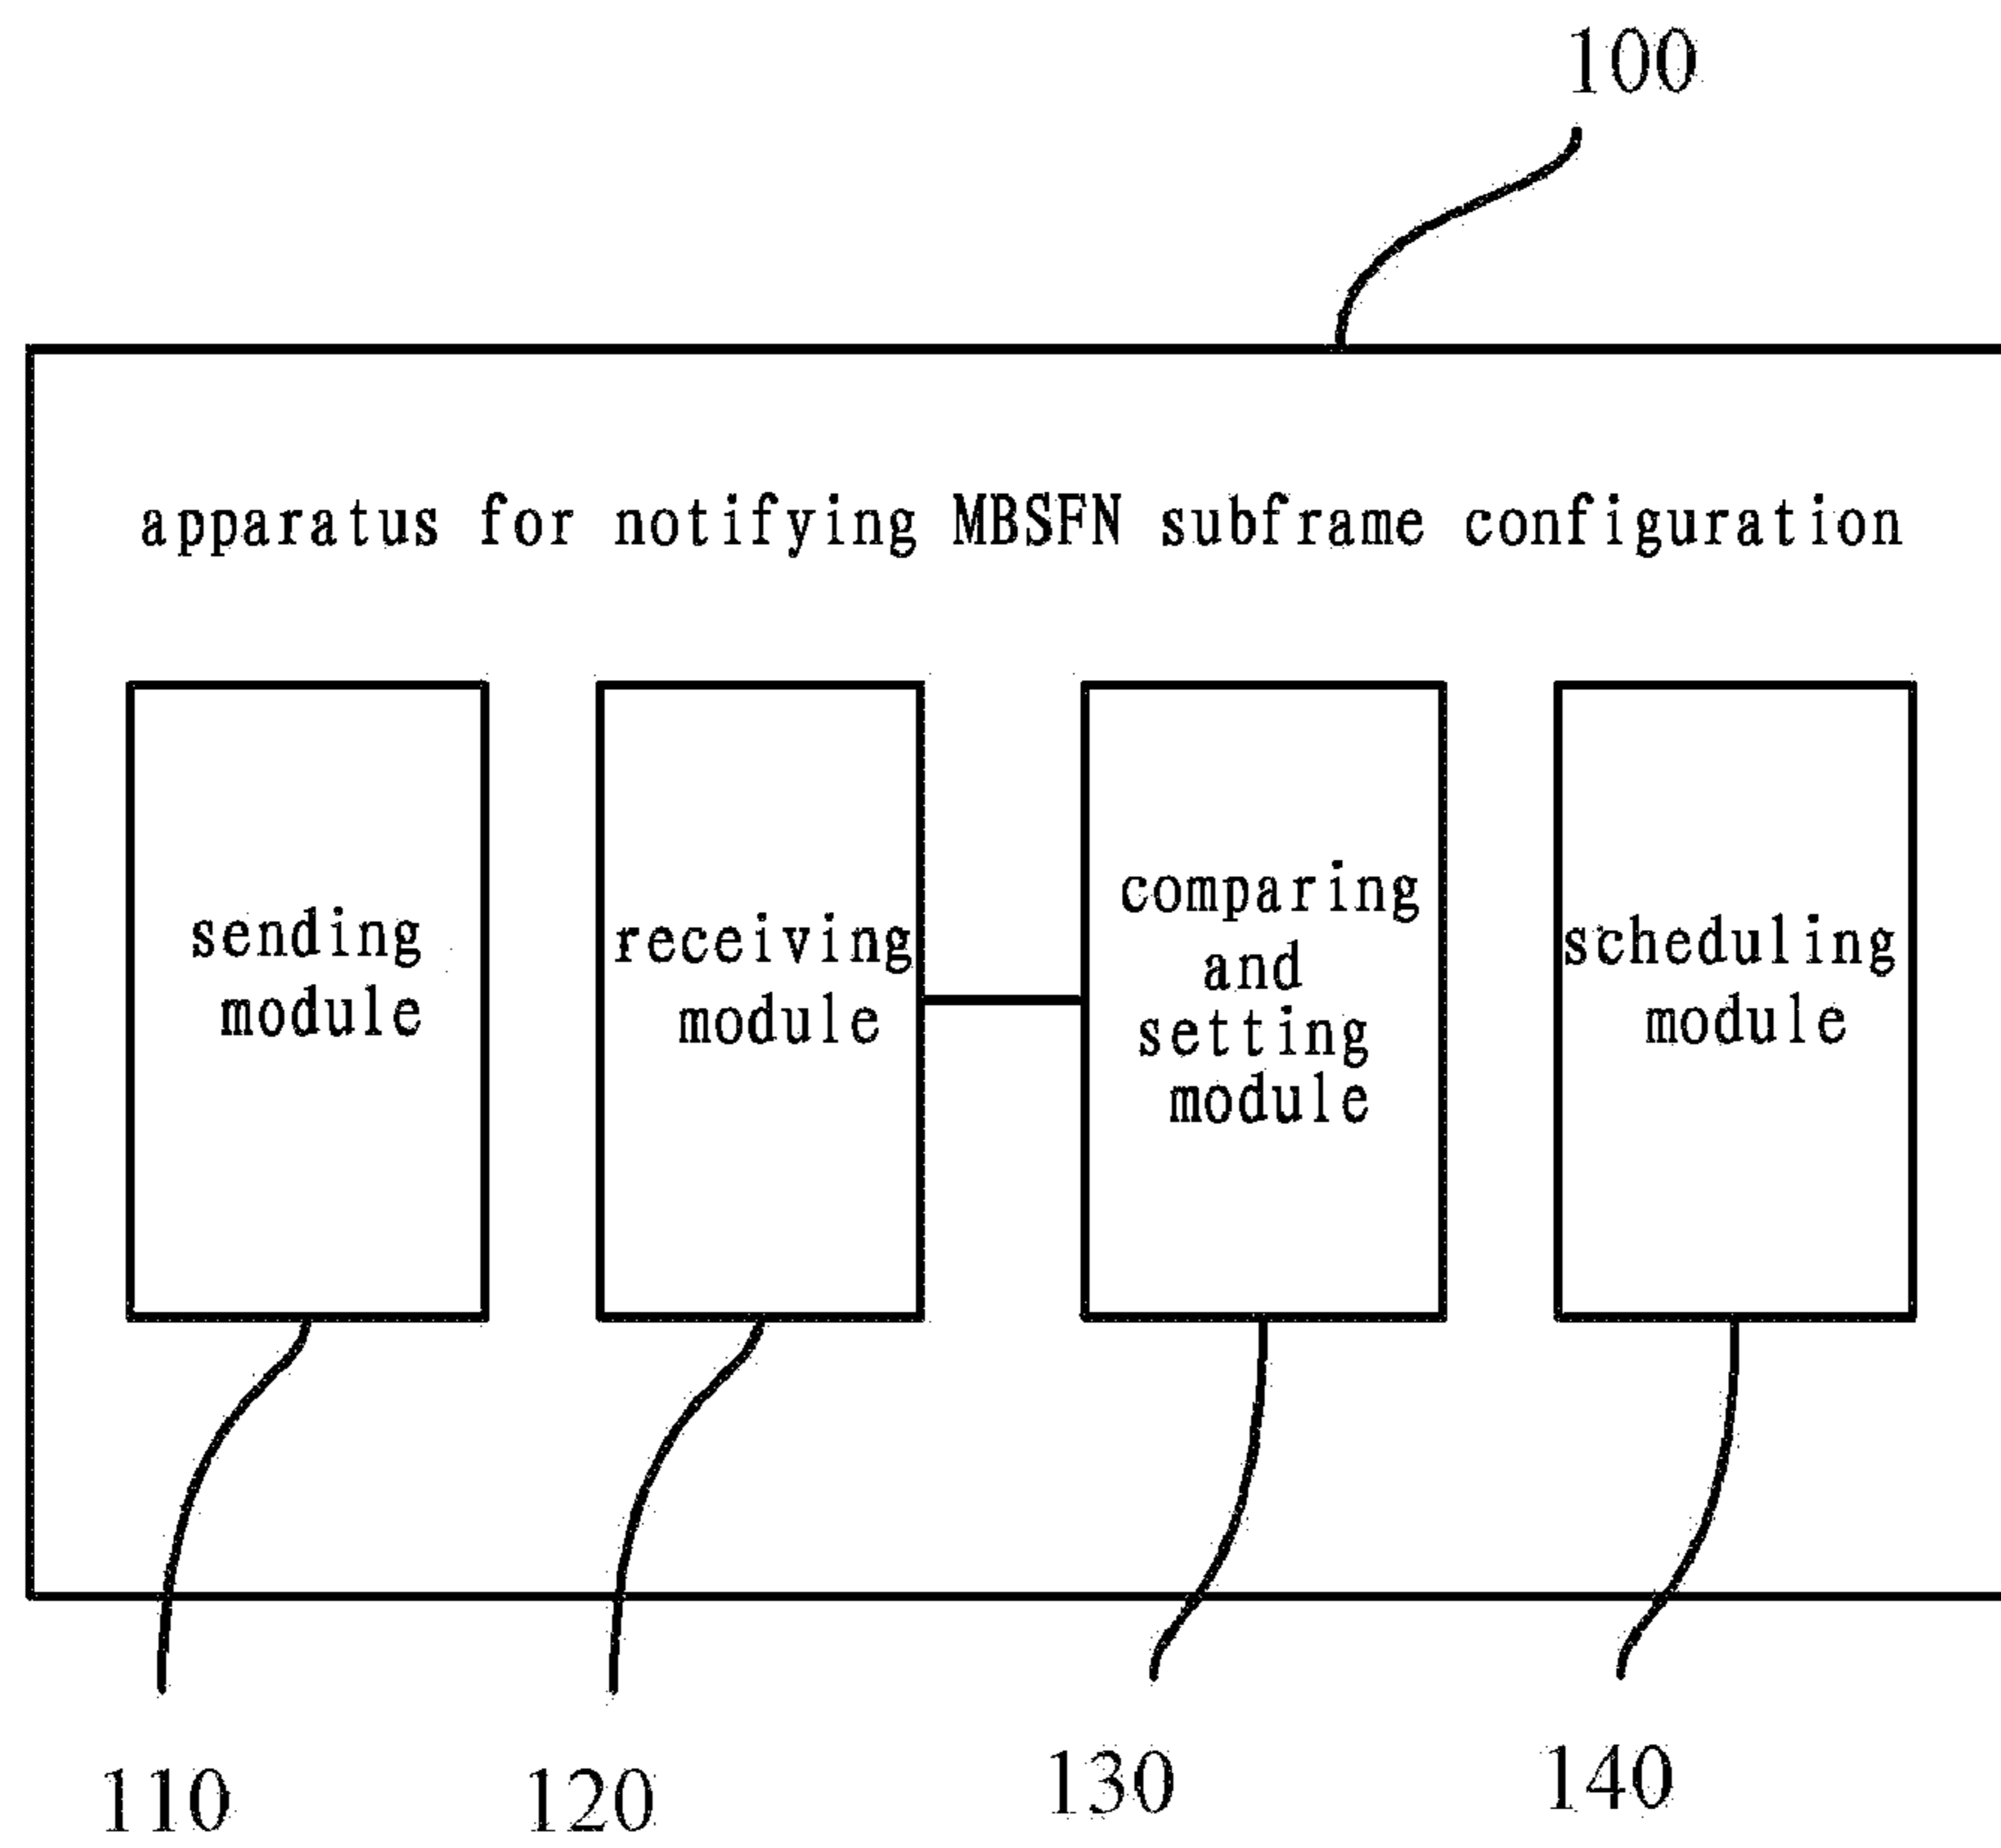 100
apparatus for notifying MBSFN subframe configuration
sending
module
receiving
module
comparing
and
setting
module
scheduling
module
110
120
130
140